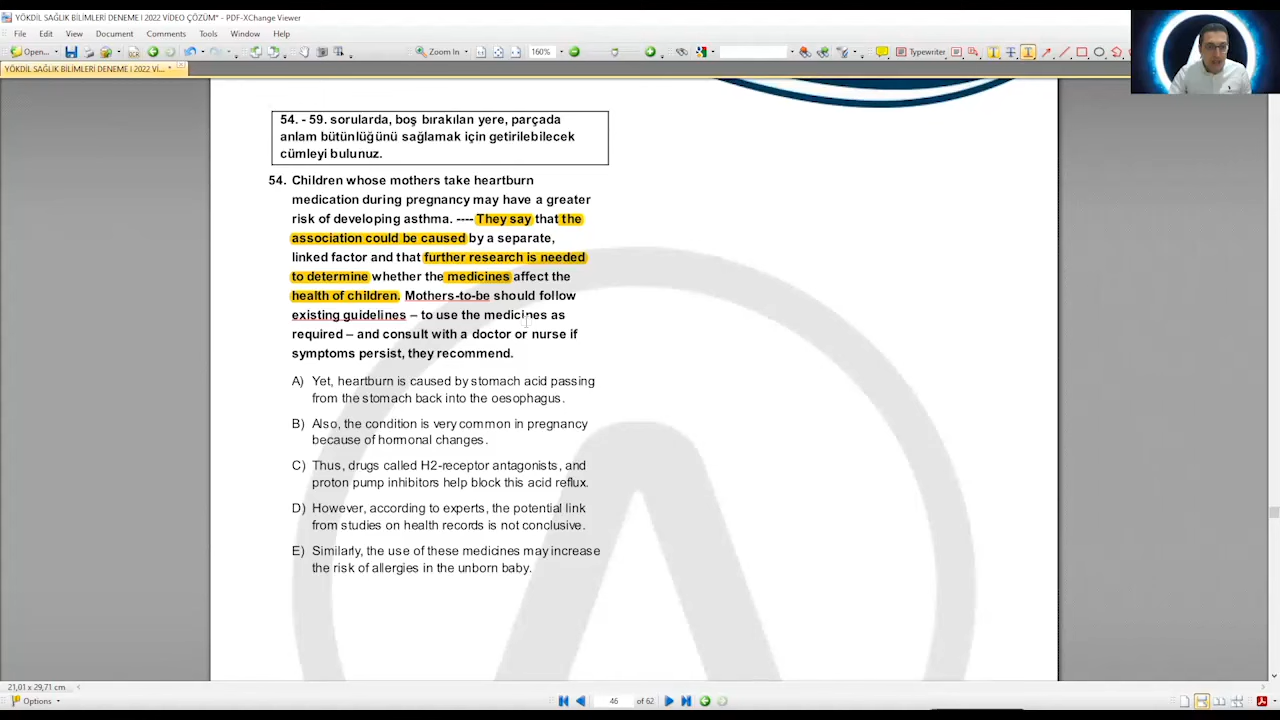 YÖKDİL SAĞLIK BİLİMLERİ DENEME I 2022 VİDEO ÇÖZÜM* - PDF-XChange Viewer
File Edit View Document Comments Tools Window Help
Open... Zoom In 160% Typewriter
YÖKDİL SAĞLIK BİLİMLERİ DENEME I 2022 Vİ... *
54. - 59. sorularda, boş bırakılan yere, parçada
anlam bütünlüğünü sağlamak için getirilebilecek
cümleyi bulunuz.
54. Children whose mothers take heartburn
medication during pregnancy may have a greater
risk of developing asthma. ---- They say that the
association could be caused by a separate,
linked factor and that further research is needed
to determine whether the medicines affect the
health of children. Mothers-to-be should follow
existing guidelines – to use the medicines as
required – and consult with a doctor or nurse if
symptoms persist, they recommend.
A) Yet, heartburn is caused by stomach acid passing
from the stomach back into the oesophagus.
B) Also, the condition is very common in pregnancy
because of hormonal changes.
C) Thus, drugs called H2-receptor antagonists, and
proton pump inhibitors help block this acid reflux.
D) However, according to experts, the potential link
from studies on health records is not conclusive.
E) Similarly, the use of these medicines may increase
the risk of allergies in the unborn baby.
21,01 x 29,71 cm
Options 46 of 62